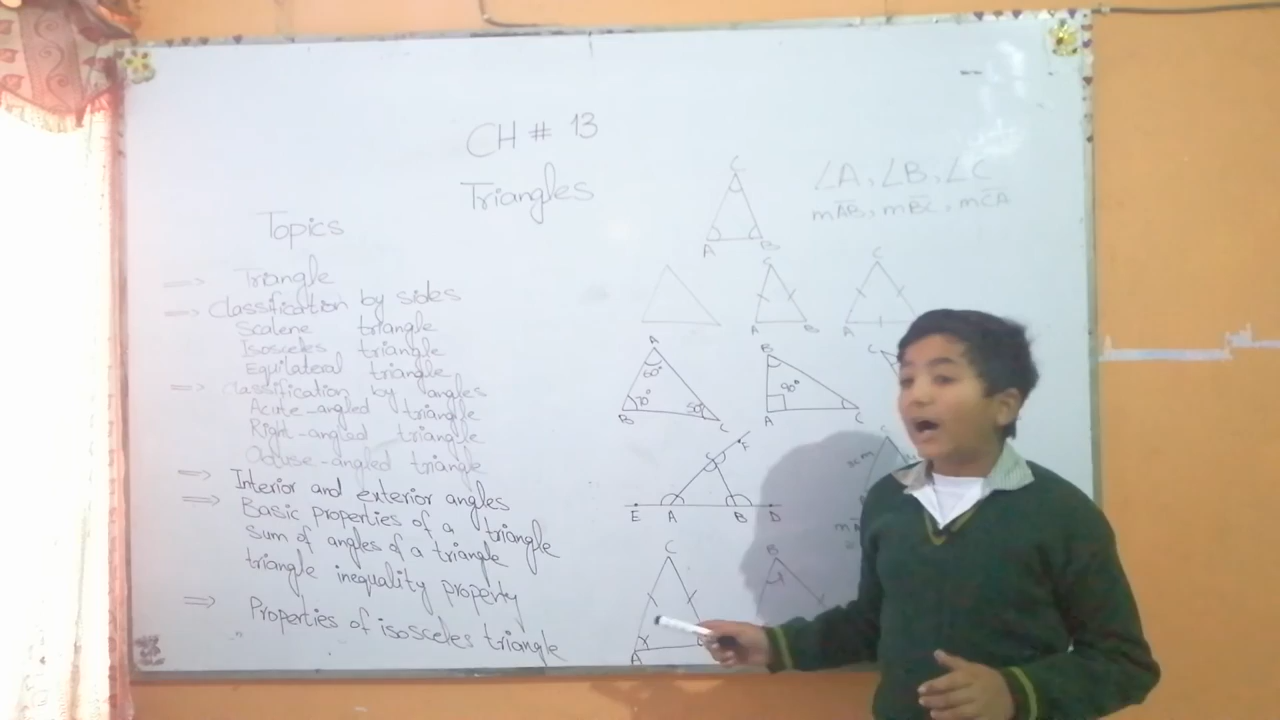 CH # 13
Triangles
Topics
⇒ Triangle
⇒ Classification by sides
Scalene triangle
Isosceles triangle
Equilateral triangle
⇒ Classification by angles
Acute-angled triangle
Right-angled triangle
Obtuse-angled triangle
⇒ Interior and exterior angles
⇒ Basic properties of a triangle
Sum of angles of a triangle
triangle inequality property
⇒ Properties of isosceles triangle
C
A B
∠A, ∠B, ∠C
mAB, mBC, mCA
C
A B
C
A
A
60°
70° 50°
B C
B
90°
A C
C
C F
E A B D
C
A
B